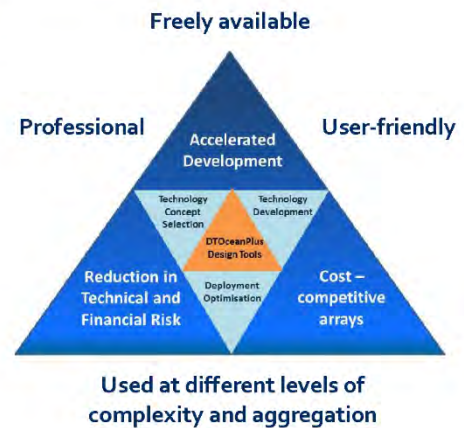 Freely available
Professional
User-friendly
Accelerated
Development
Technology
Concept
Selection
Technology
Development
DTOceanPlus
Design Tools
Reduction in
Technical and
Financial Risk
Deployment
Optimisation
Cost –
competitive
arrays
Used at different levels of
complexity and aggregation